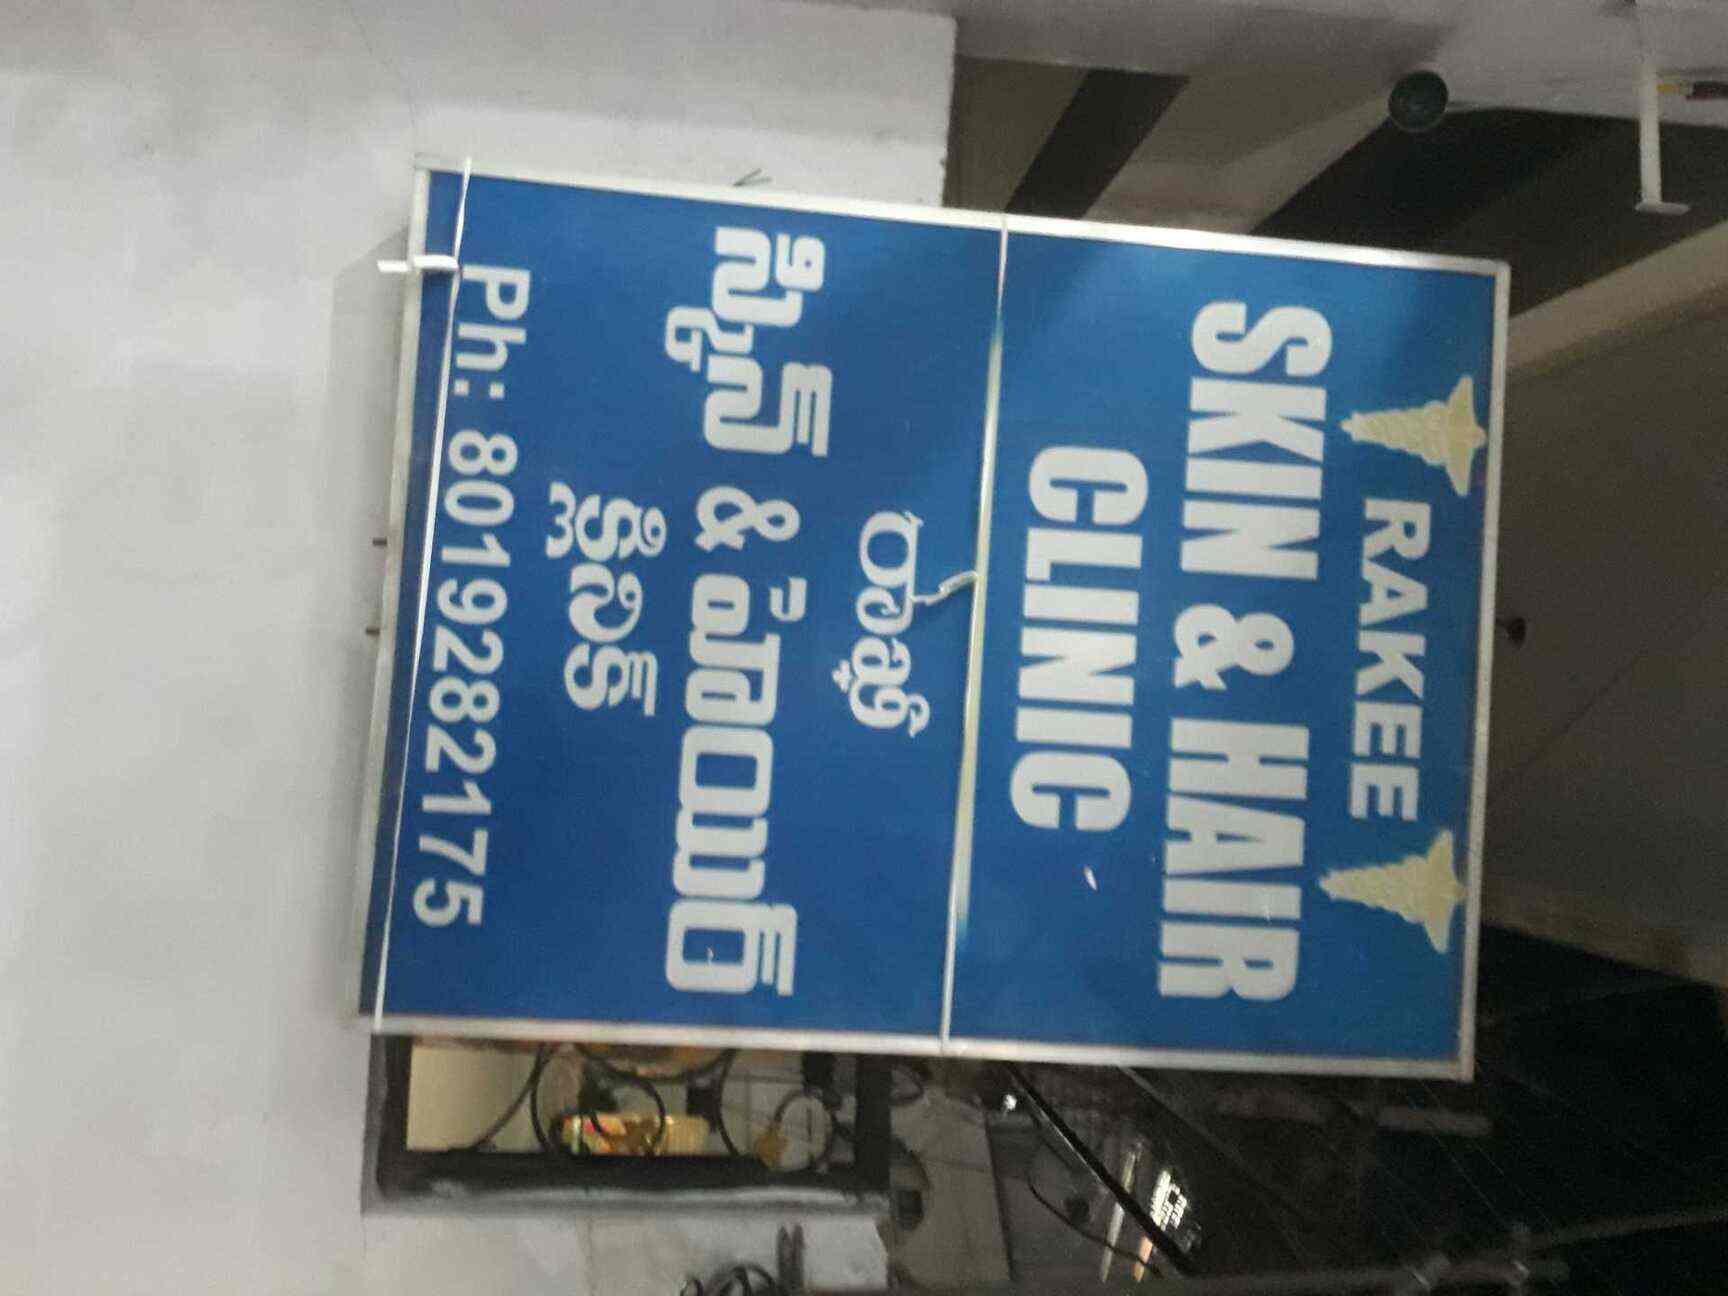 RAKEE
SKIN & HAIR
CLINIC
రాఖీ
స్కిన్ & హెయిర్
క్లినిక్
Ph: 8019282175